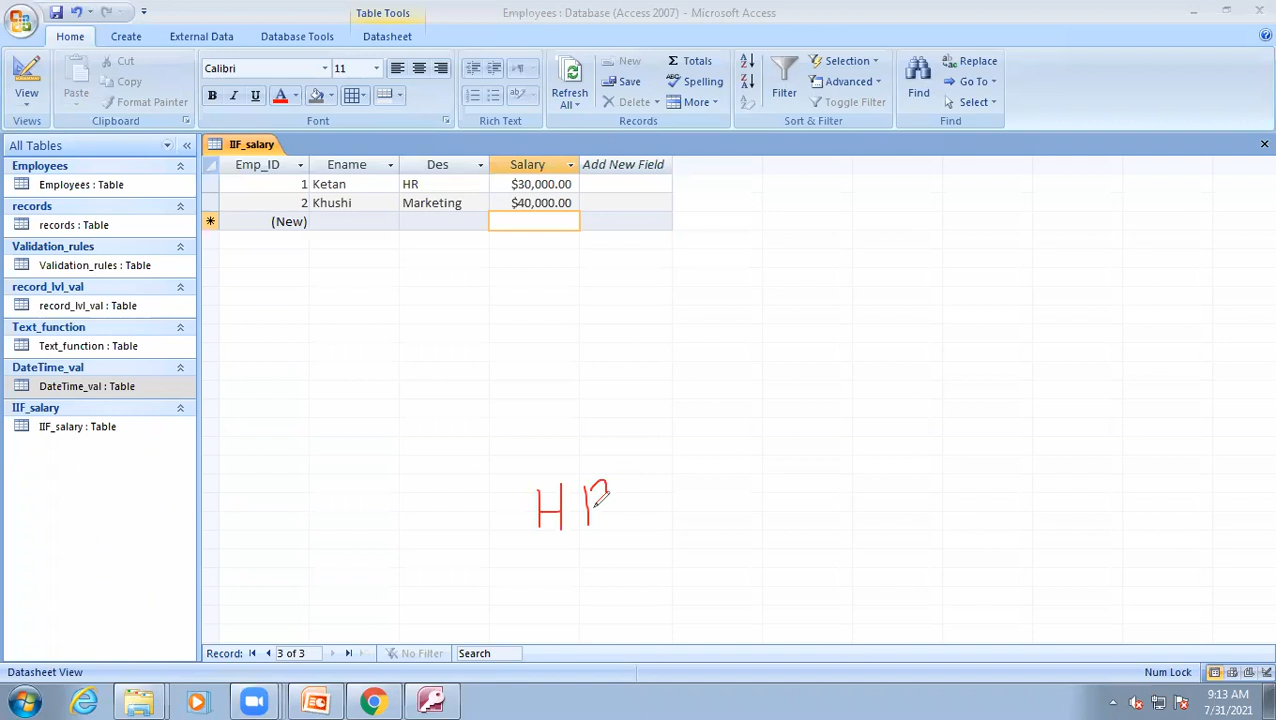 Table Tools
Employees : Database (Access 2007) - Microsoft Access
Home Create External Data Database Tools Datasheet
View
Views
Paste
Cut
Copy
Format Painter
Clipboard
Calibri 11
B I U A
Font
Rich Text
Refresh All
New
Save
Delete
Totals
Spelling
More
Records
Filter
Selection
Advanced
Toggle Filter
Sort & Filter
Find
Replace
Go To
Select
Find
All Tables
Employees
Employees : Table
records
records : Table
Validation_rules
Validation_rules : Table
record_lvl_val
record_lvl_val : Table
Text_function
Text_function : Table
DateTime_val
DateTime_val : Table
IIF_salary
IIF_salary : Table
IIF_salary
Emp_ID Ename Des Salary Add New Field
1 Ketan HR $30,000.00
2 Khushi Marketing $40,000.00
(New)
Record: 3 of 3 No Filter Search
Datasheet View
Num Lock
9:13 AM
7/31/2021